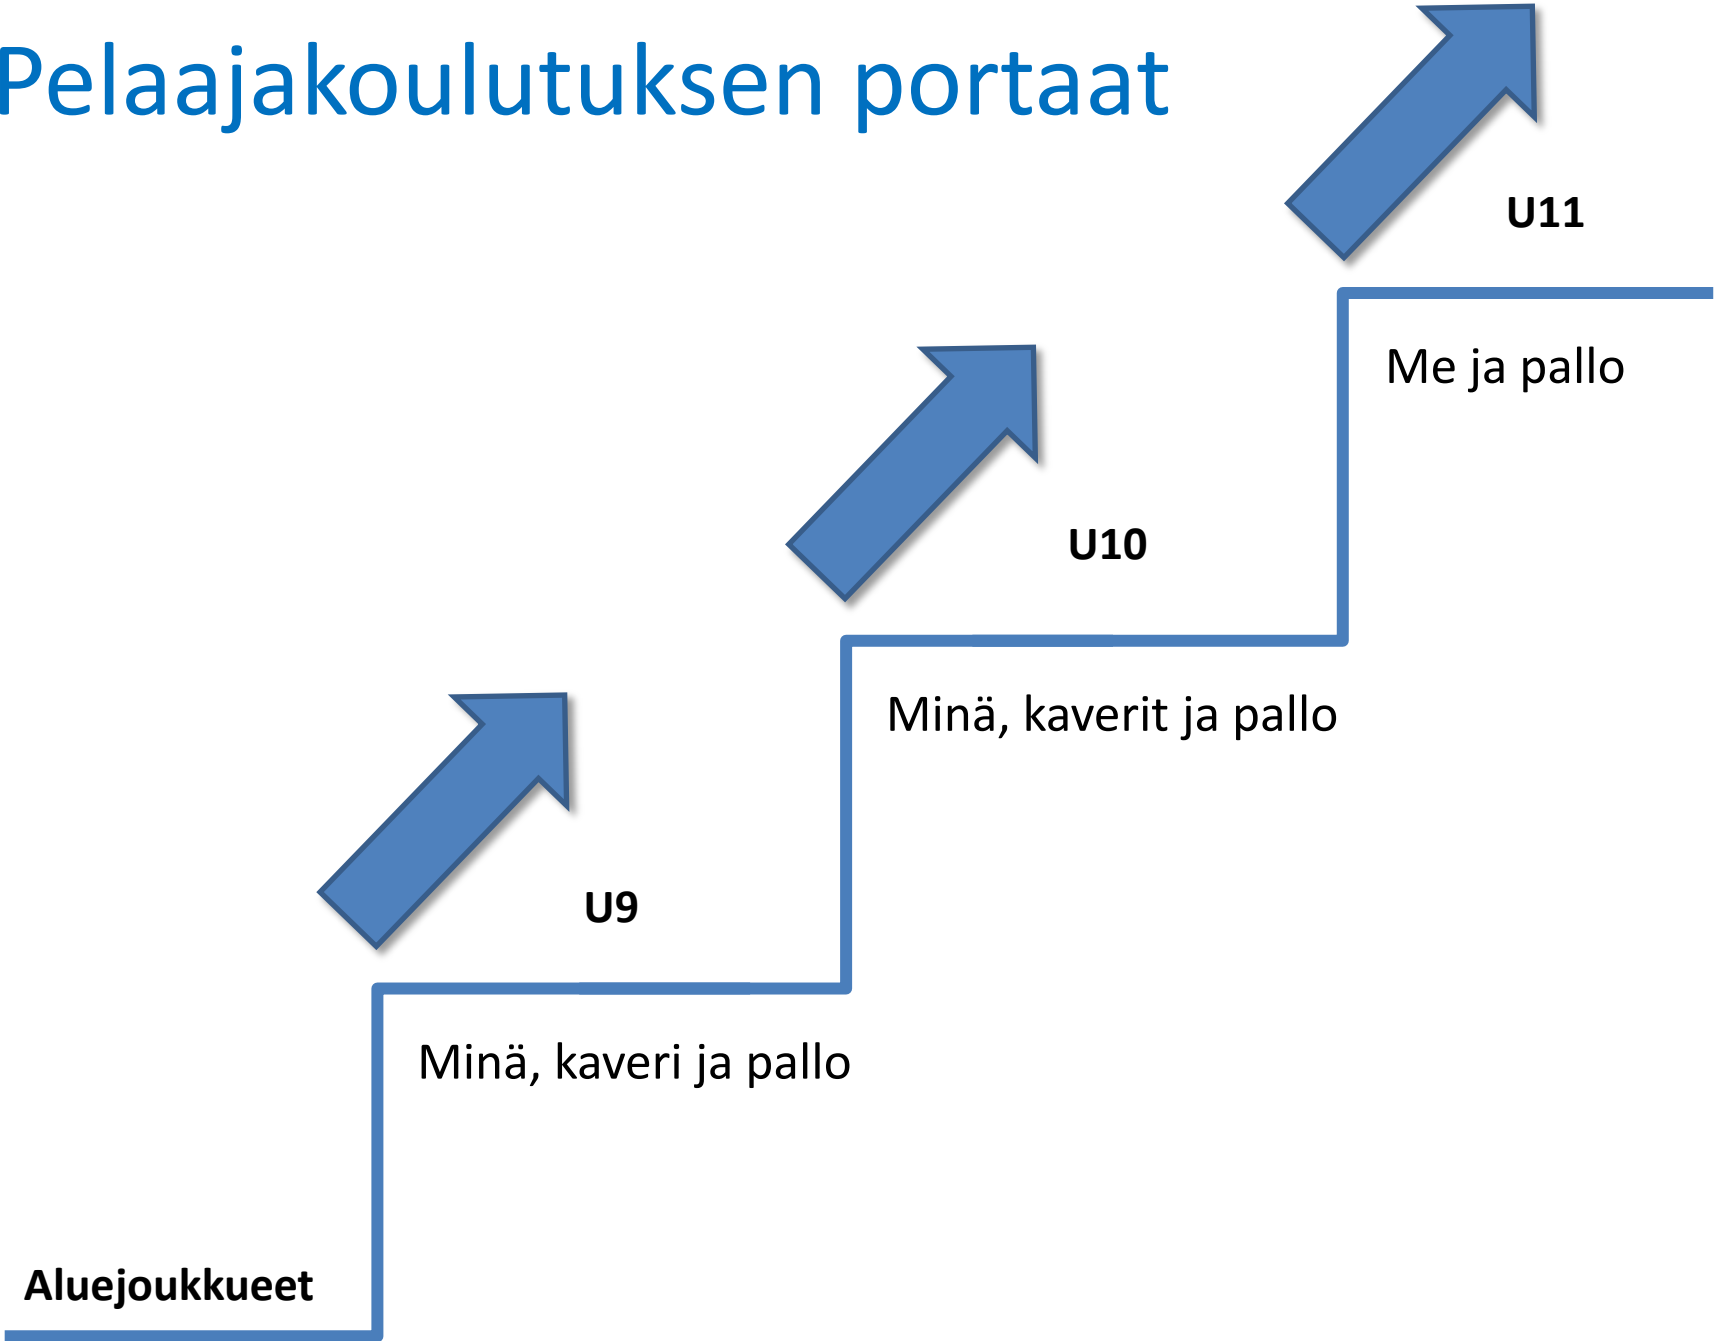 Pelaajakoulutuksen portaat
U11
Me ja pallo
U10
Minä, kaverit ja pallo
U9
Minä, kaveri ja pallo
Aluejoukkueet